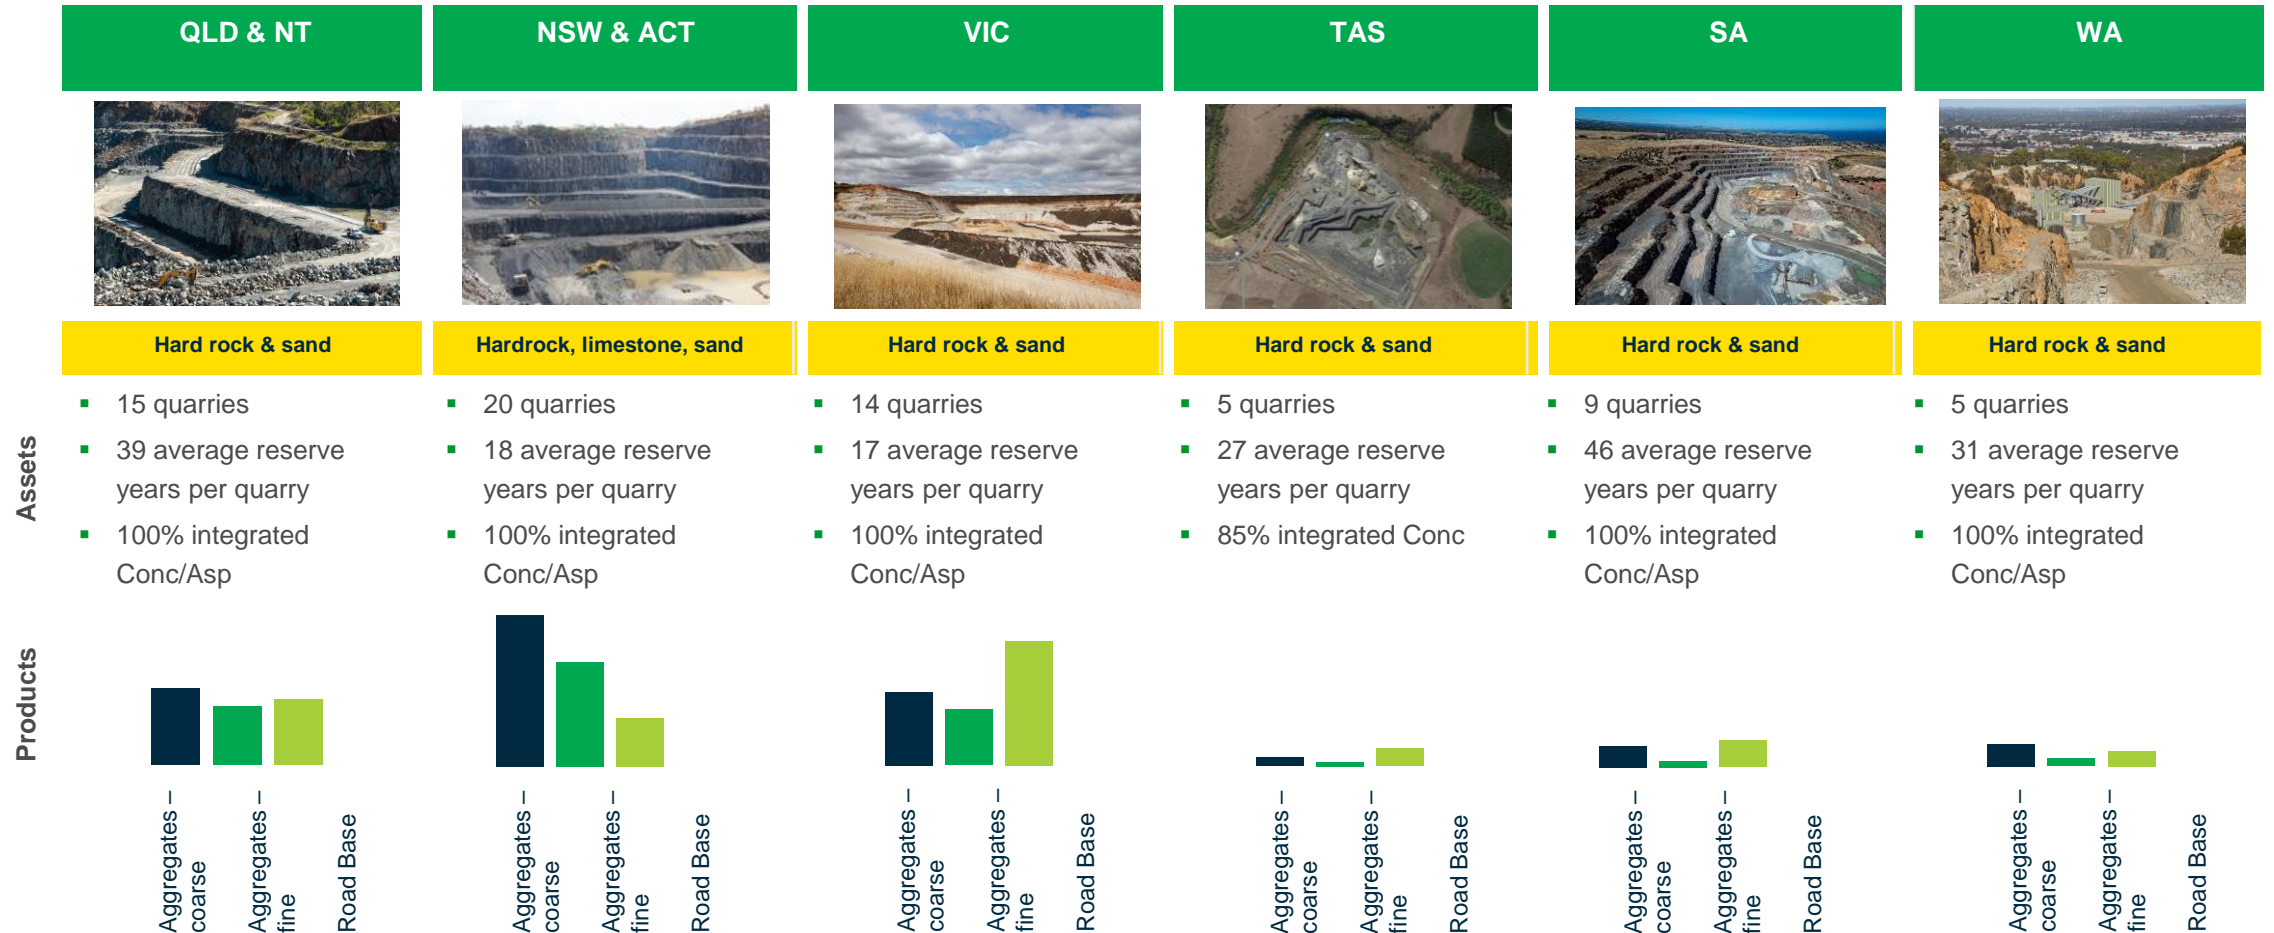 QLD & NT
NSW & ACT
VIC
TAS
SA
WA
Hard rock & sand
Hardrock, limestone, sand
Hard rock & sand
Hard rock & sand
Hard rock & sand
Hard rock & sand
Assets
▪ 15 quarries
▪ 39 average reserve
years per quarry
▪ 100% integrated
Conc/Asp
▪ 20 quarries
▪ 18 average reserve
years per quarry
▪ 100% integrated
Conc/Asp
▪ 14 quarries
▪ 17 average reserve
years per quarry
▪ 100% integrated
Conc/Asp
▪ 5 quarries
▪ 27 average reserve
years per quarry
▪ 85% integrated Conc
▪ 9 quarries
▪ 46 average reserve
years per quarry
▪ 100% integrated
Conc/Asp
▪ 5 quarries
▪ 31 average reserve
years per quarry
▪ 100% integrated
Conc/Asp
Products
Aggregates –
coarse
Aggregates –
fine
Road Base
Aggregates –
coarse
Aggregates –
fine
Road Base
Aggregates –
coarse
Aggregates –
fine
Road Base
Aggregates –
coarse
Aggregates –
fine
Road Base
Aggregates –
coarse
Aggregates –
fine
Road Base
Aggregates –
coarse
Aggregates –
fine
Road Base